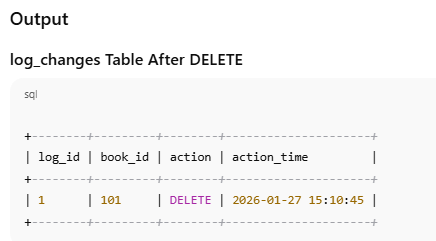 Output
log_changes Table After DELETE
sql
+--------+---------+--------+---------------------+
| log_id | book_id | action | action_time         |
+--------+---------+--------+---------------------+
| 1      | 101     | DELETE | 2026-01-27 15:10:45 |
+--------+---------+--------+---------------------+